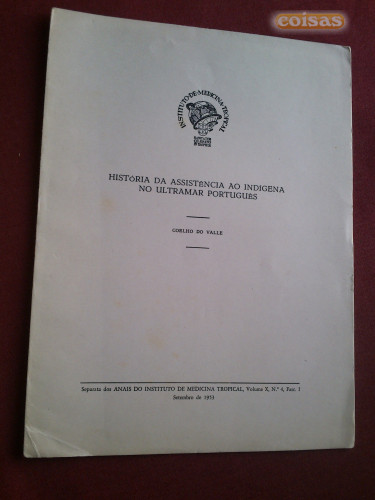 coisas
INSTITUTO·DE·MEDICINA·TROPICAL
HISTÓRIA DA ASSISTÊNCIA AO INDÍGENA
NO ULTRAMAR PORTUGUÊS
COELHO DO VALLE
Separata dos ANAIS DO INSTITUTO DE MEDICINA TROPICAL, Volume X, N.º 4, Fasc. I
Setembro de 1953